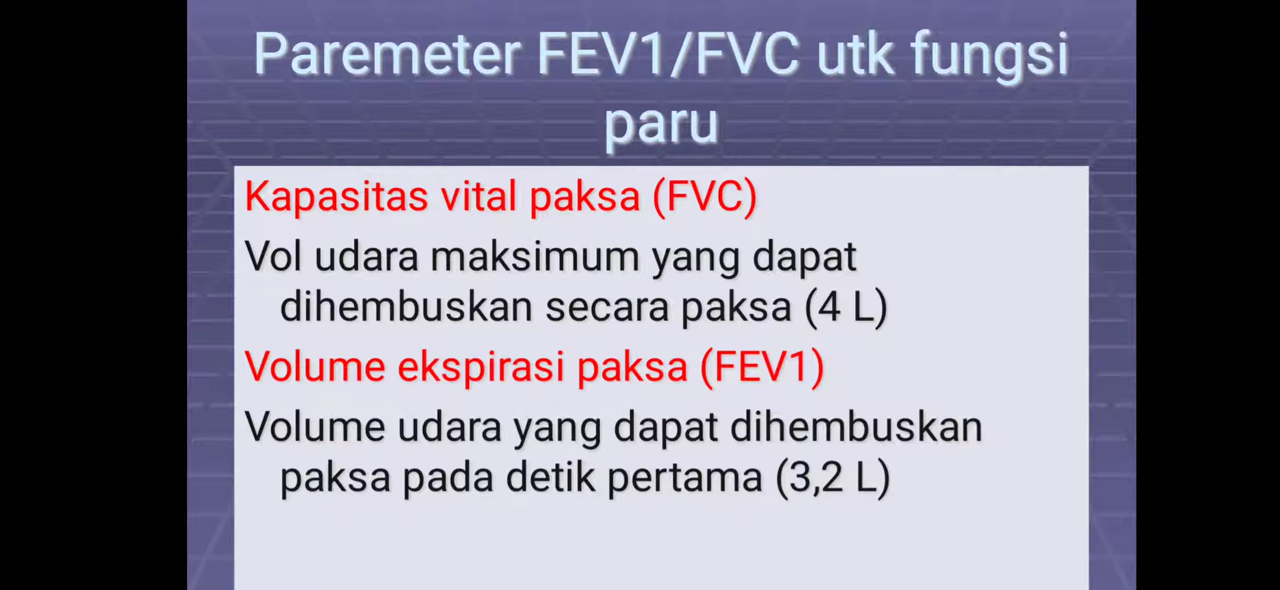 Paremeter FEV1/FVC utk fungsi
paru
Kapasitas vital paksa (FVC)
Vol udara maksimum yang dapat
dihembuskan secara paksa (4 L)
Volume ekspirasi paksa (FEV1)
Volume udara yang dapat dihembuskan
paksa pada detik pertama (3,2 L)